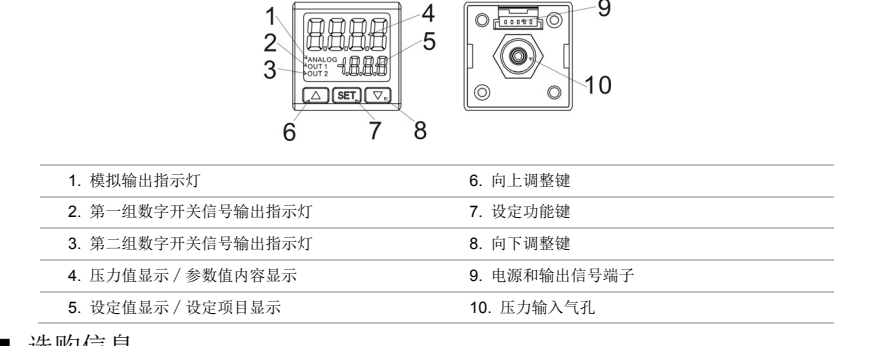 1
2
3
4
5
6
7
8
9
10
ANALOG
OUT 1
OUT 2
SET
1. 模拟输出指示灯
6. 向上调整键
2. 第一组数字开关信号输出指示灯
7. 设定功能键
3. 第二组数字开关信号输出指示灯
8. 向下调整键
4. 压力值显示 / 参数值内容显示
9. 电源和输出信号端子
5. 设定值显示 / 设定项目显示
10. 压力输入气孔
■ 选购信息